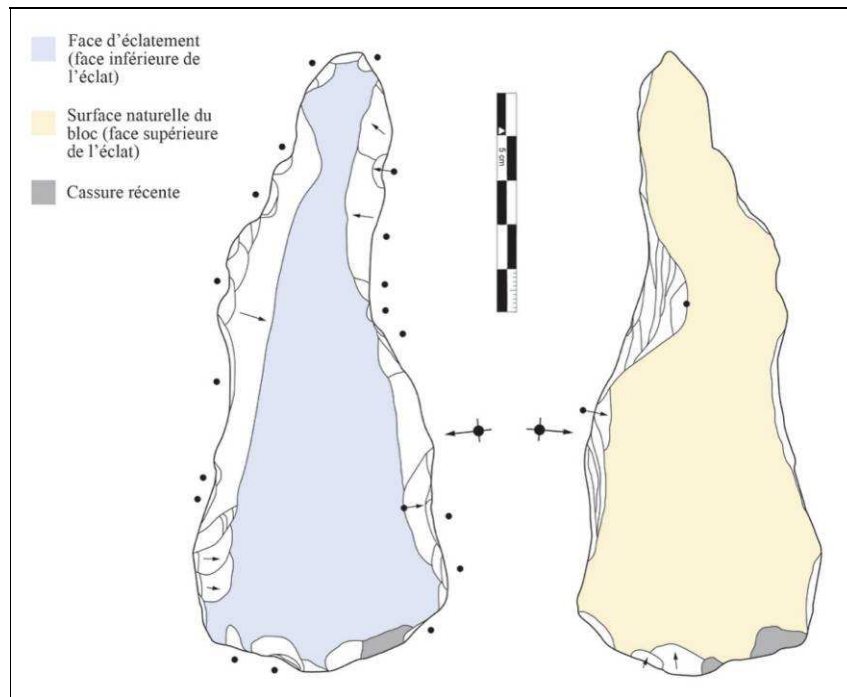 Face d'éclatement
(face inférieure de
l'éclat)
Surface naturelle du
bloc (face supérieure
de l'éclat)
Cassure récente
5 cm